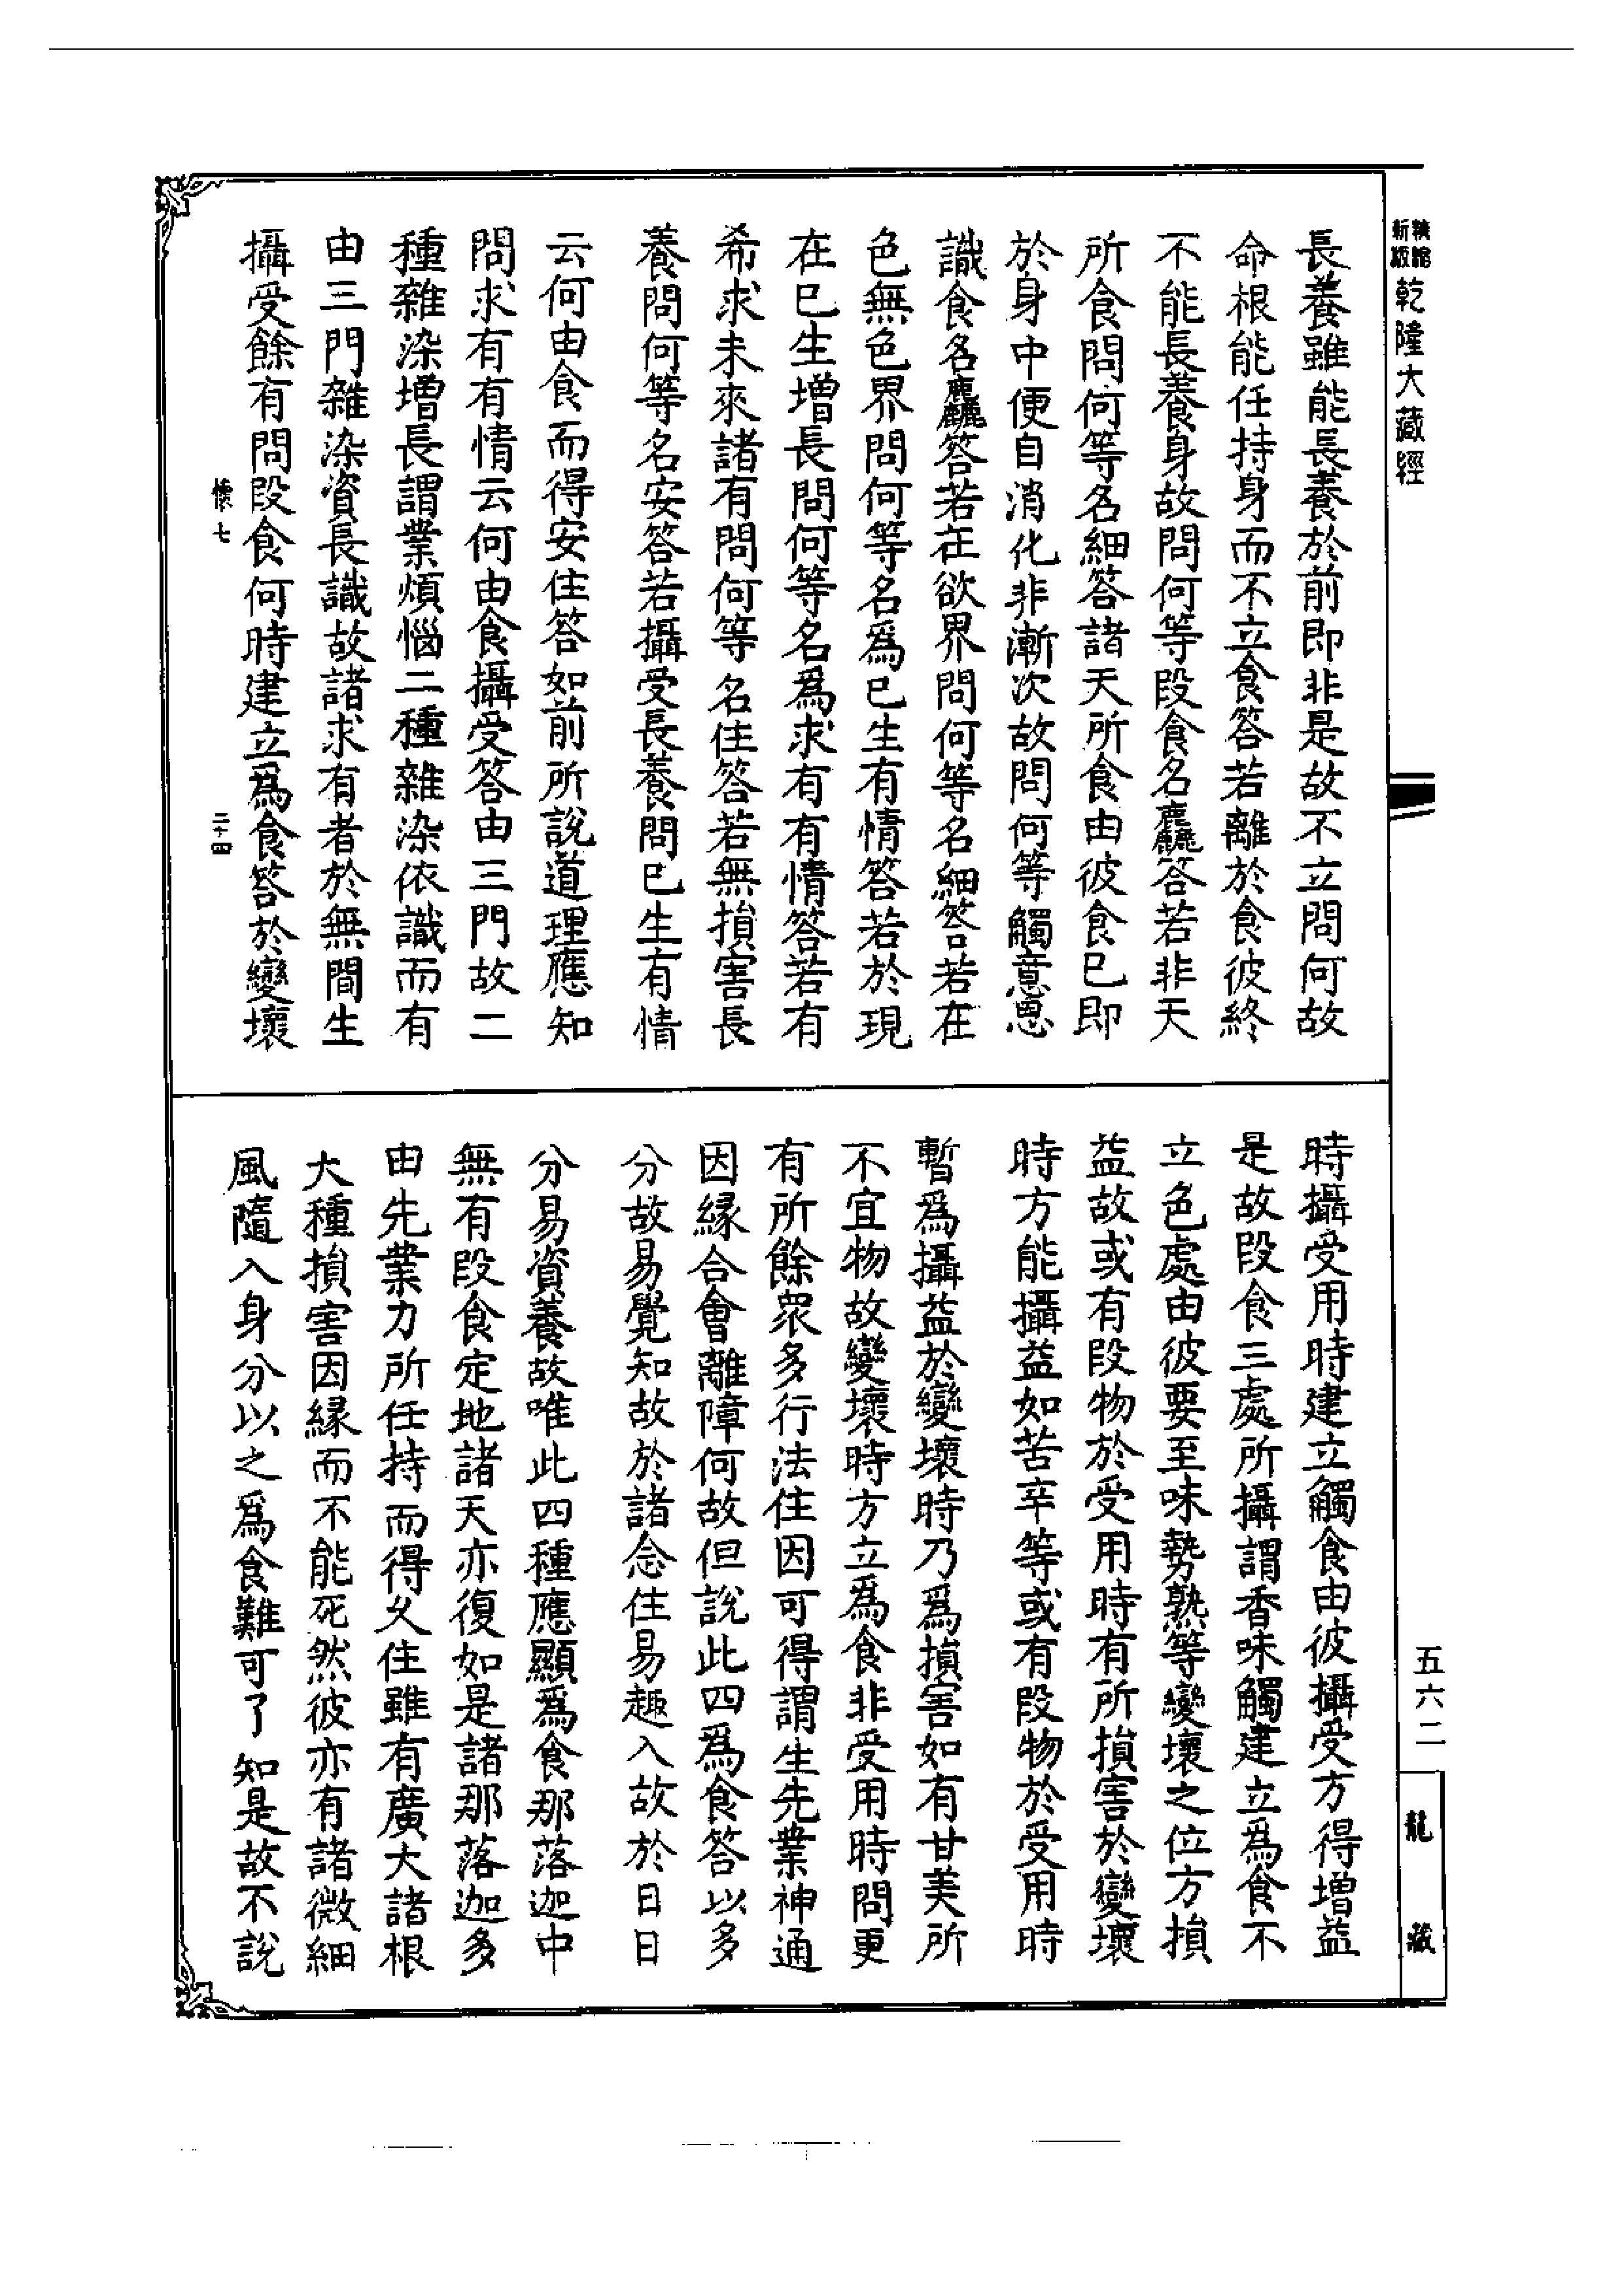 精縮
新版
乾隆大藏經
長養雖能長養於前即非是故不立問何故
命根能任持身而不立食答若離於食彼終
不能長養身故問何等段食名麤答若非天
所食問何等名細答諸天所食由彼食已即
於身中便自消化非漸次故問何等觸意思
識食名麤答若在欲界問何等名細答若在
色無色界問何等名為已生有情答若於現
在已生增長問何等名為求有有情答若有
希求未來諸有問何等名住答若無損害長
養問何等名安答若攝受長養問已生有情
云何由食而得安住答如前所說道理應知
問求有有情云何由食攝受答由三門故二
種雜染增長謂業煩惱二種雜染依識而有
由三門雜染資長識故諸求有者於無間生
攝受餘有問段食何時建立為食答於變壞
懷七
二十四
時攝受用時建立觸食由彼攝受方得增益
是故段食三處所攝謂香味觸建立為食不
立色處由彼要至味勢熟等變壞之位方損
益故或有段物於受用時有所損害於變壞
時方能攝益如苦辛等或有段物於受用時
暫為攝益於變壞時乃為損害如有甘美所
不宜物故變壞時方立為食非受用時問更
有所餘眾多行法住因可得謂生先業神通
因緣合會離障何故但說此四為食答以多
分故易覺知故於諸念住易趣入故於日日
分易資養故唯此四種應顯為食那落迦中
無有段食定地諸天亦復如是諸那落迦多
由先業力所任持而得久住雖有廣大諸根
大種損害因緣而不能死然彼亦有諸微細
風隨入身分以之為食難可了知是故不說
五六二
龍藏